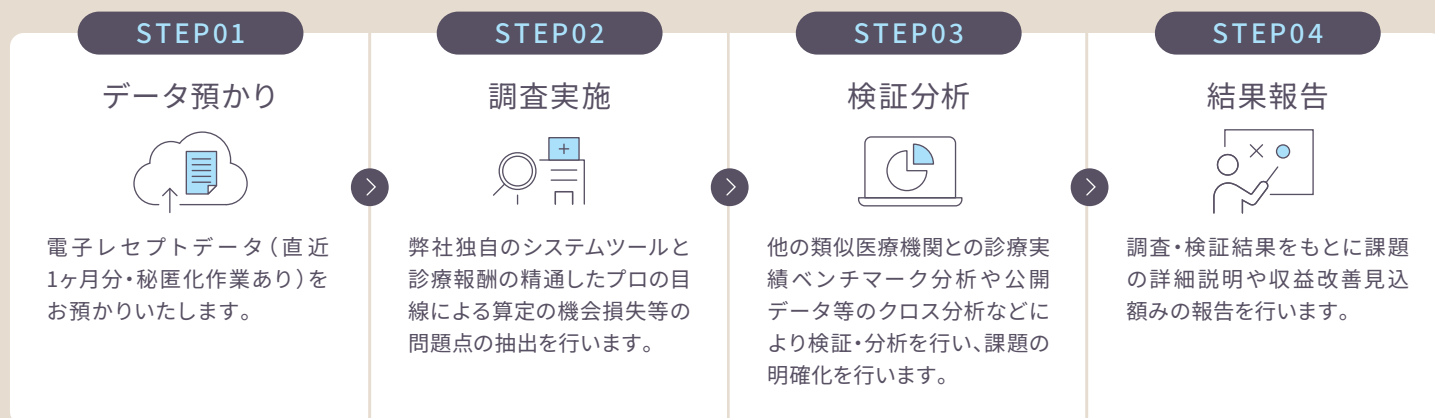 STEP01
データ預かり
電子レセプトデータ（直近
1ヶ月分・秘匿化作業あり）を
お預かりいたします。
STEP02
調査実施
弊社独自のシステムツールと
診療報酬の精通したプロの目
線による算定の機会損失等の
問題点の抽出を行います。
STEP03
検証分析
他の類似医療機関との診療実
績ベンチマーク分析や公開
データ等のクロス分析などに
より検証・分析を行い、課題の
明確化を行います。
STEP04
結果報告
調査・検証結果をもとに課題
の詳細説明や収益改善見込
額みの報告を行います。